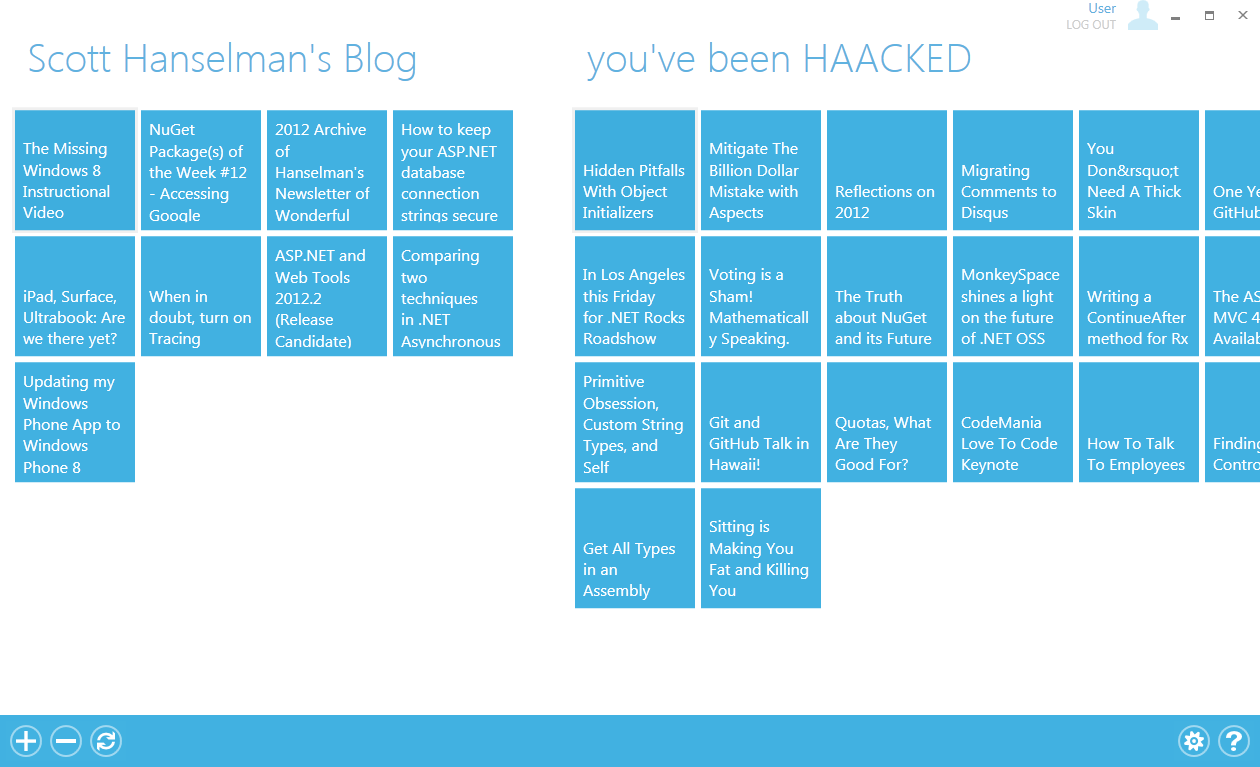 User
LOG OUT
Scott Hanselman's Blog
The Missing
Windows 8
Instructional
Video
NuGet
Package(s) of
the Week #12
- Accessing
Google
2012 Archive
of
Hanselman's
Newsletter of
Wonderful
How to keep
your ASP.NET
database
connection
strings secure
iPad, Surface,
Ultrabook: Are
we there yet?
When in
doubt, turn on
Tracing
ASP.NET and
Web Tools
2012.2
(Release
Candidate)
Comparing
two
techniques
in .NET
Asynchronous
Updating my
Windows
Phone App to
Windows
Phone 8
you've been HAACKED
Hidden Pitfalls
With Object
Initializers
Mitigate The
Billion Dollar
Mistake with
Aspects
Reflections on
2012
Migrating
Comments to
Disqus
You
Don&rsquo;t
Need A Thick
Skin
One Ye
GitHub
In Los Angeles
this Friday
for .NET Rocks
Roadshow
Voting is a
Sham!
Mathematicall
y Speaking.
The Truth
about NuGet
and its Future
MonkeySpace
shines a light
on the future
of .NET OSS
Writing a
ContinueAfter
method for Rx
The AS
MVC 4
Availab
Primitive
Obsession,
Custom String
Types, and
Self
Git and
GitHub Talk in
Hawaii!
Quotas, What
Are They
Good For?
CodeMania
Love To Code
Keynote
How To Talk
To Employees
Finding
Contro
Get All Types
in an
Assembly
Sitting is
Making You
Fat and Killing
You